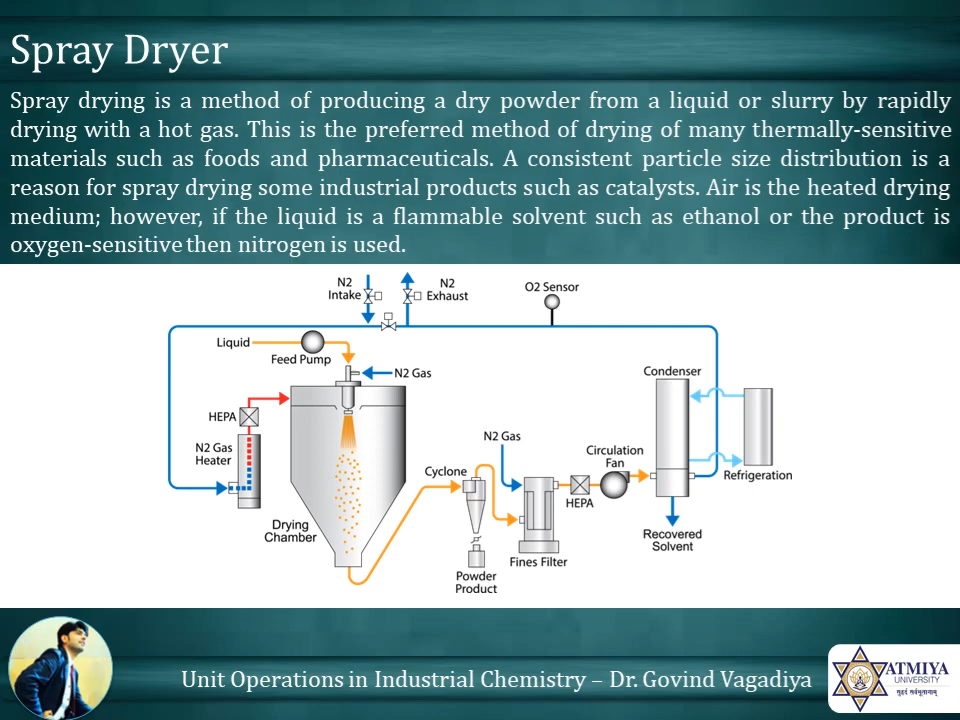 Spray Dryer
Spray drying is a method of producing a dry powder from a liquid or slurry by rapidly
drying with a hot gas. This is the preferred method of drying of many thermally-sensitive
materials such as foods and pharmaceuticals. A consistent particle size distribution is a
reason for spray drying some industrial products such as catalysts. Air is the heated drying
medium; however, if the liquid is a flammable solvent such as ethanol or the product is
oxygen-sensitive then nitrogen is used.
N2
Intake
N2
Exhaust
O2 Sensor
Liquid
Feed Pump
N2 Gas
Condenser
HEPA
N2 Gas
Heater
N2 Gas
Circulation
Fan
Cyclone
Refrigeration
HEPA
Drying
Chamber
Recovered
Solvent
Fines Filter
Powder
Product
Unit Operations in Industrial Chemistry – Dr. Govind Vagadiya
ATMIYA
UNIVERSITY
सुहृदं सर्वभूतानाम्